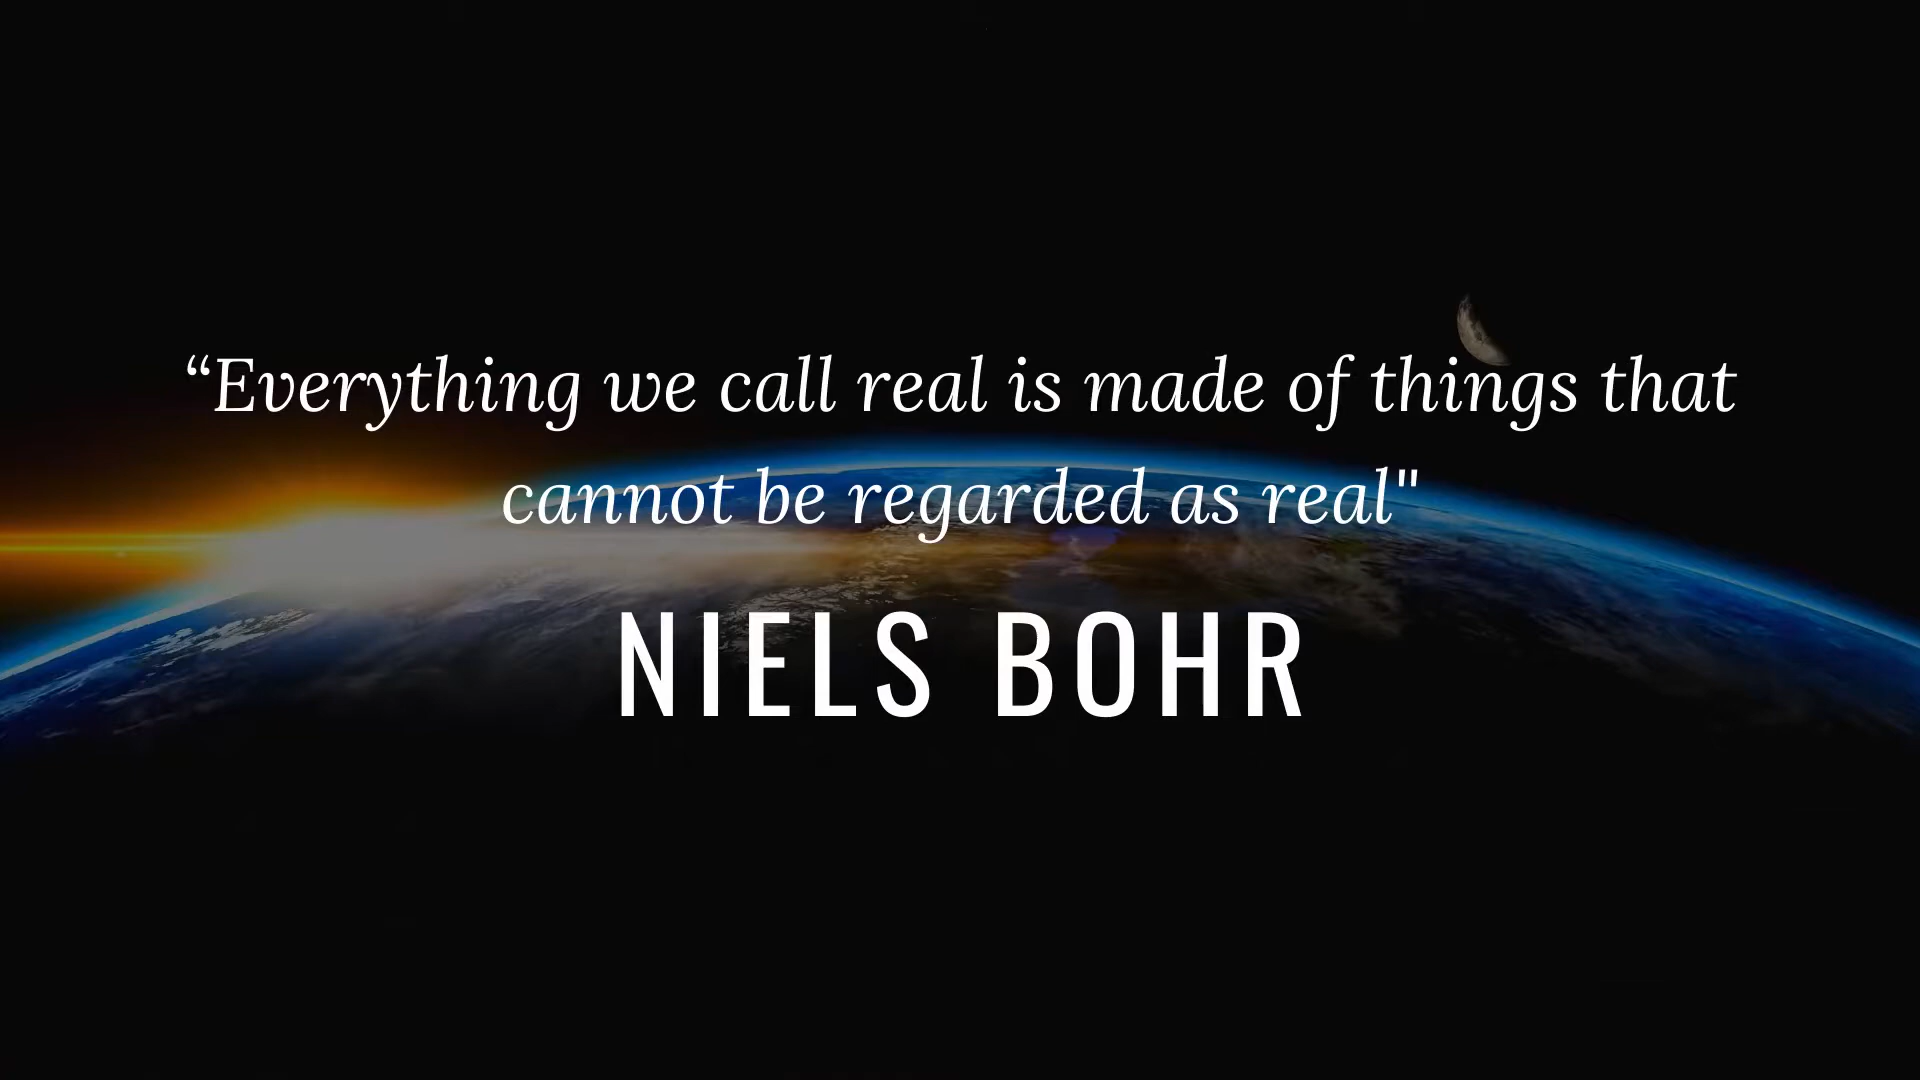 “Everything we call real is made of things that
cannot be regarded as real"
NIELS BOHR